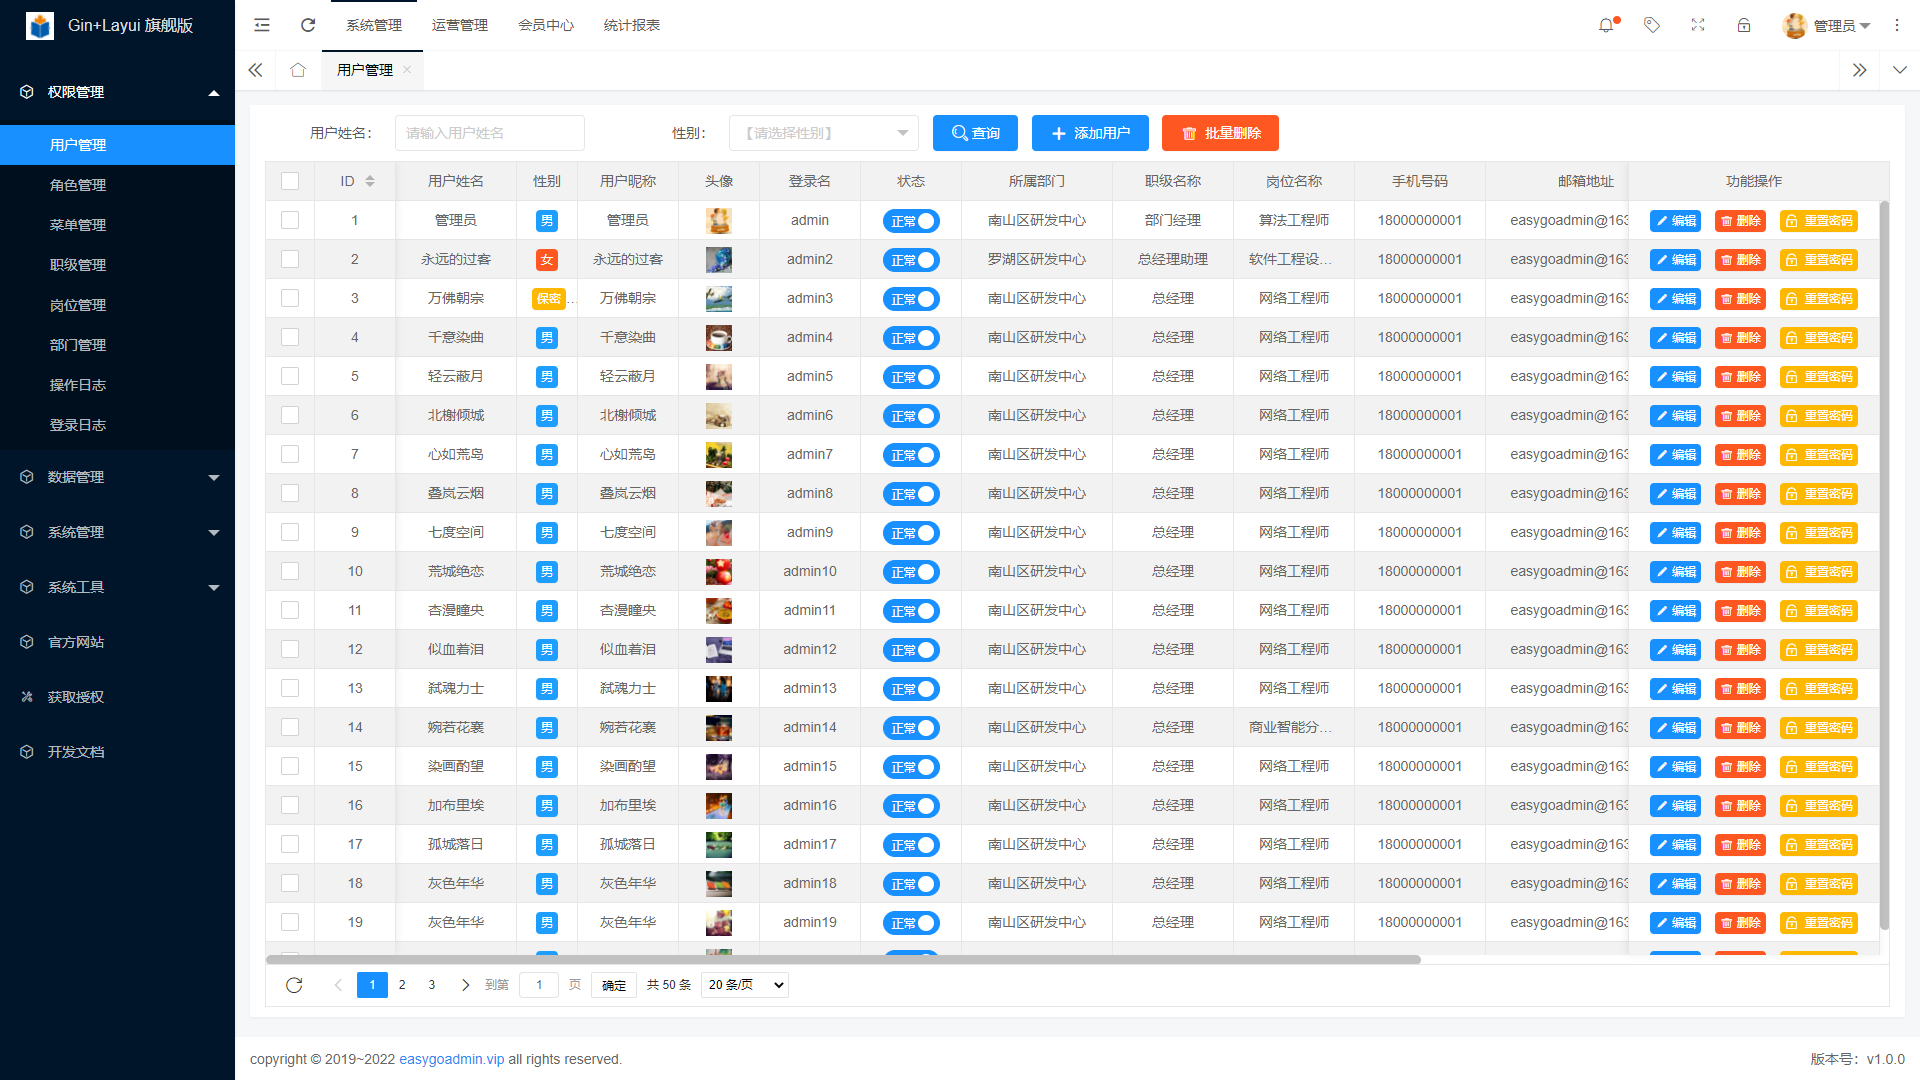 Gin+Layui 旗舰版
系统管理 运营管理 会员中心 统计报表 管理员
用户管理
权限管理
用户管理
角色管理
菜单管理
职级管理
岗位管理
部门管理
操作日志
登录日志
数据管理
系统管理
系统工具
官方网站
获取授权
开发文档
用户姓名： 请输入用户姓名 性别： 【请选择性别】 查询 添加用户 批量删除
ID 用户姓名 性别 用户昵称 头像 登录名 状态 所属部门 职级名称 岗位名称 手机号码 邮箱地址 功能操作
1 管理员 男 管理员 admin 正常 南山区研发中心 部门经理 算法工程师 18000000001 easygoadmin@163 编辑 删除 重置密码
2 永远的过客 女 永远的过客 admin2 正常 罗湖区研发中心 总经理助理 软件工程设... 18000000001 easygoadmin@163 编辑 删除 重置密码
3 万佛朝宗 保密... 万佛朝宗 admin3 正常 南山区研发中心 总经理 网络工程师 18000000001 easygoadmin@163 编辑 删除 重置密码
4 千意染曲 男 千意染曲 admin4 正常 南山区研发中心 总经理 网络工程师 18000000001 easygoadmin@163 编辑 删除 重置密码
5 轻云蔽月 男 轻云蔽月 admin5 正常 南山区研发中心 总经理 网络工程师 18000000001 easygoadmin@163 编辑 删除 重置密码
6 北榭倾城 男 北榭倾城 admin6 正常 南山区研发中心 总经理 网络工程师 18000000001 easygoadmin@163 编辑 删除 重置密码
7 心如荒岛 男 心如荒岛 admin7 正常 南山区研发中心 总经理 网络工程师 18000000001 easygoadmin@163 编辑 删除 重置密码
8 叠岚云烟 男 叠岚云烟 admin8 正常 南山区研发中心 总经理 网络工程师 18000000001 easygoadmin@163 编辑 删除 重置密码
9 七度空间 男 七度空间 admin9 正常 南山区研发中心 总经理 网络工程师 18000000001 easygoadmin@163 编辑 删除 重置密码
10 荒城绝恋 男 荒城绝恋 admin10 正常 南山区研发中心 总经理 网络工程师 18000000001 easygoadmin@163 编辑 删除 重置密码
11 杏漫瞳央 男 杏漫瞳央 admin11 正常 南山区研发中心 总经理 网络工程师 18000000001 easygoadmin@163 编辑 删除 重置密码
12 似血着泪 男 似血着泪 admin12 正常 南山区研发中心 总经理 网络工程师 18000000001 easygoadmin@163 编辑 删除 重置密码
13 弑魂力士 男 弑魂力士 admin13 正常 南山区研发中心 总经理 网络工程师 18000000001 easygoadmin@163 编辑 删除 重置密码
14 婉若花褰 男 婉若花褰 admin14 正常 南山区研发中心 总经理 商业智能分... 18000000001 easygoadmin@163 编辑 删除 重置密码
15 染画酌望 男 染画酌望 admin15 正常 南山区研发中心 总经理 网络工程师 18000000001 easygoadmin@163 编辑 删除 重置密码
16 加布里埃 男 加布里埃 admin16 正常 南山区研发中心 总经理 网络工程师 18000000001 easygoadmin@163 编辑 删除 重置密码
17 孤城落日 男 孤城落日 admin17 正常 南山区研发中心 总经理 网络工程师 18000000001 easygoadmin@163 编辑 删除 重置密码
18 灰色年华 男 灰色年华 admin18 正常 南山区研发中心 总经理 网络工程师 18000000001 easygoadmin@163 编辑 删除 重置密码
19 灰色年华 男 灰色年华 admin19 正常 南山区研发中心 总经理 网络工程师 18000000001 easygoadmin@163 编辑 删除 重置密码
1 2 3 到第 1 页 确定 共 50 条 20 条/页
copyright © 2019~2022 easygoadmin.vip all rights reserved. 版本号：v1.0.0